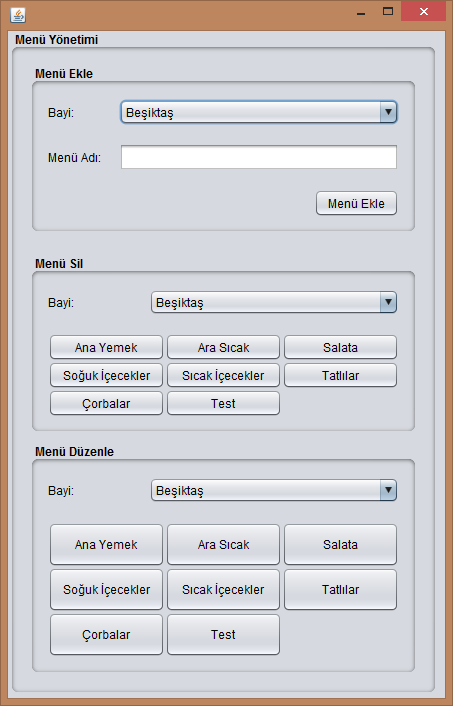 Menü Yönetimi
Menü Ekle
Bayi: Beşiktaş
Menü Adı:
Menü Ekle
Menü Sil
Bayi: Beşiktaş
Ana Yemek Ara Sıcak Salata
Soğuk İçecekler Sıcak İçecekler Tatlılar
Çorbalar Test
Menü Düzenle
Bayi: Beşiktaş
Ana Yemek Ara Sıcak Salata
Soğuk İçecekler Sıcak İçecekler Tatlılar
Çorbalar Test